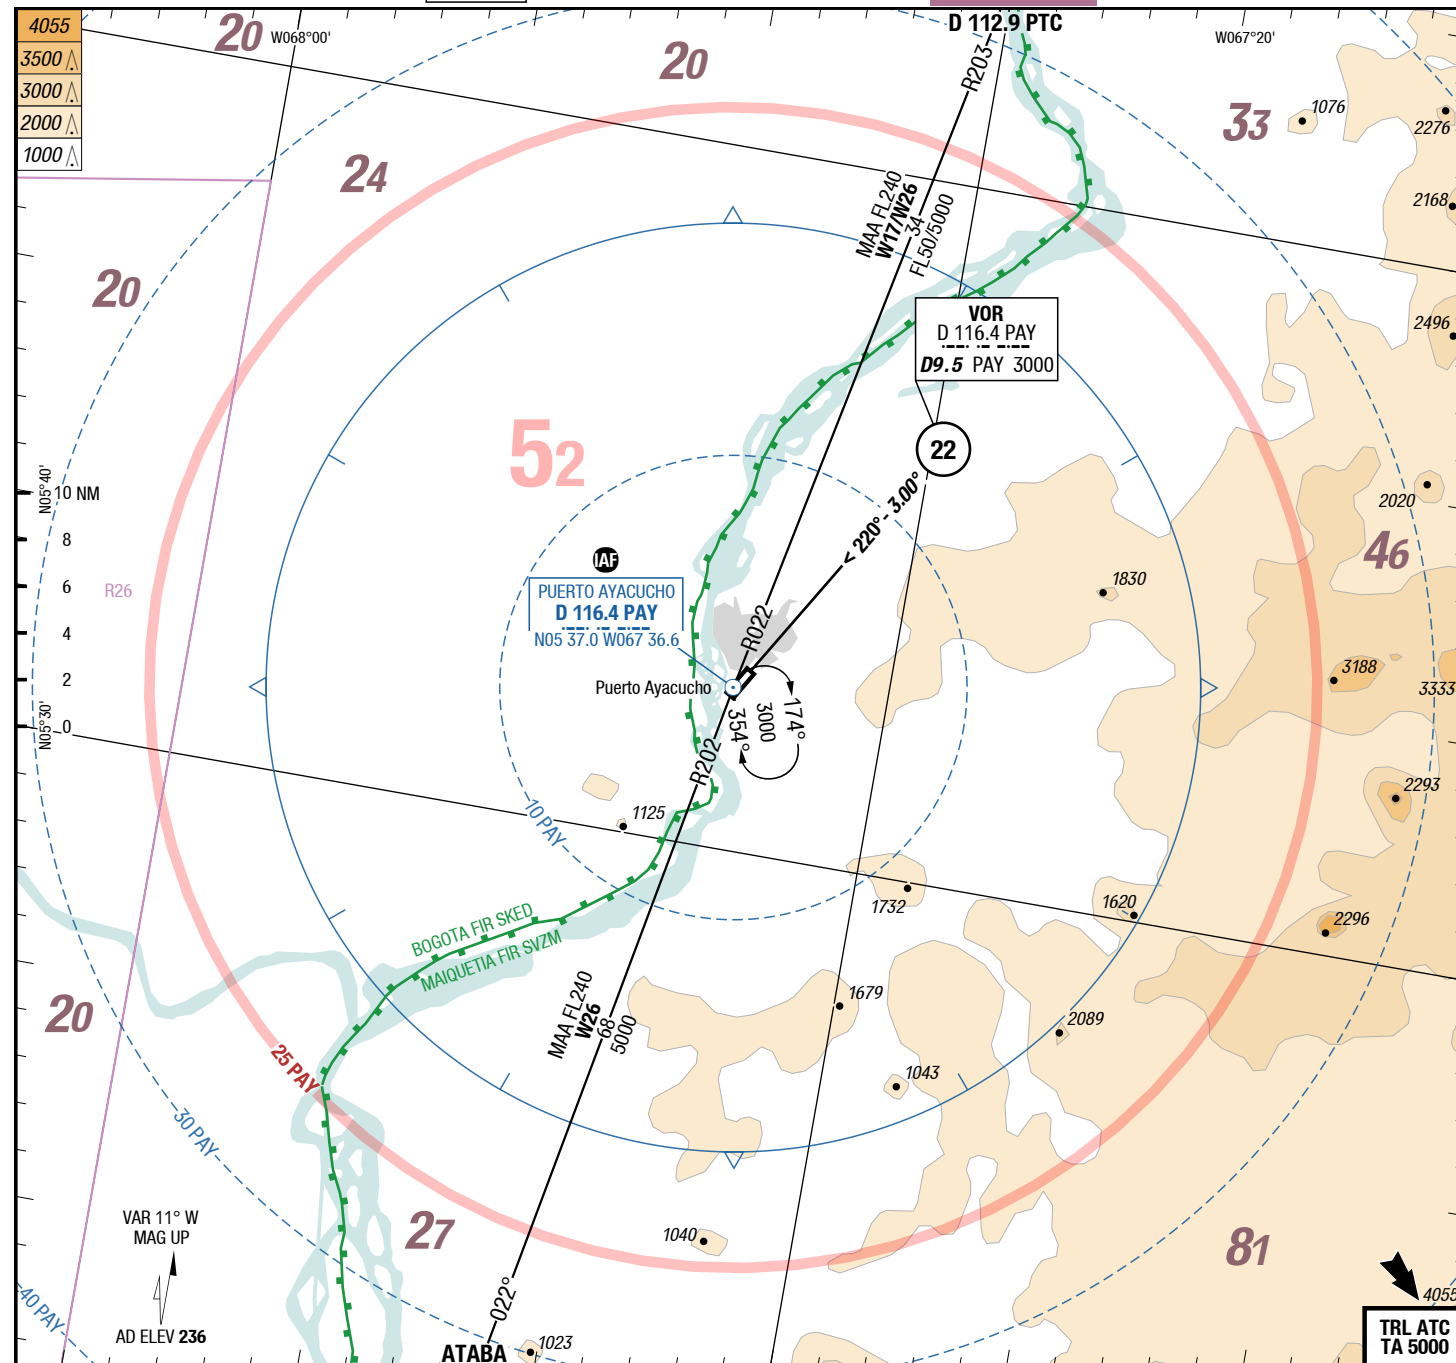 D 112.9 PTC
4055
3500
3000
2000
1000
20
W068°00'
20
W067°20'
R203
33
1076
2276
24
2168
MAA FL240
W17/W26
34
FL50/5000
20
VOR
D 116.4 PAY
D9.5 PAY 3000
2496
22
52
N05°40'
10 NM
8
6
4
2
0
N05°30'
< 220° - 3.00°
2020
46
IAF
PUERTO AYACUCHO
D 116.4 PAY
N05 37.0 W067 36.6
R26
1830
R022
Puerto Ayacucho
3188
3333
174°
3000
354°
R202
2293
10 PAY
1125
1732
1620
2296
BOGOTA FIR SKED
MAIQUETIA FIR SVZM
20
MAA FL240
W26
68
5000
1679
2089
1043
25 PAY
30 PAY
VAR 11° W
MAG UP
27
1040
81
022°
40 PAY
AD ELEV 236
ATABA
1023
4055
TRL ATC
TA 5000